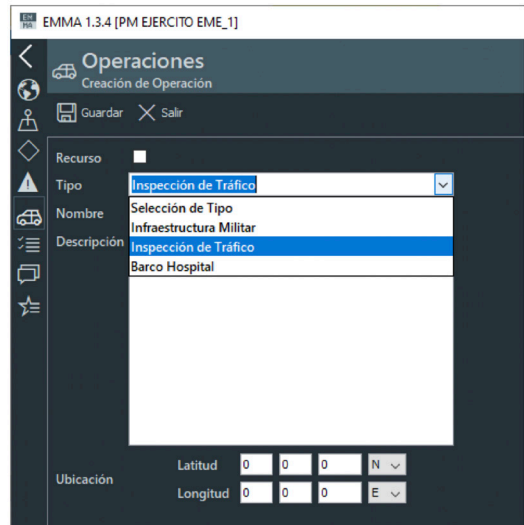 EM
MA
EMMA 1.3.4 [PM EJERCITO EME_1]
Operaciones
Creación de Operación
Guardar Salir
Recurso
Tipo Inspección de Tráfico
Selección de Tipo
Nombre
Infraestructura Militar
Descripción Inspección de Tráfico
Barco Hospital
Latitud 0 0 0 N
Ubicación
Longitud 0 0 0 E